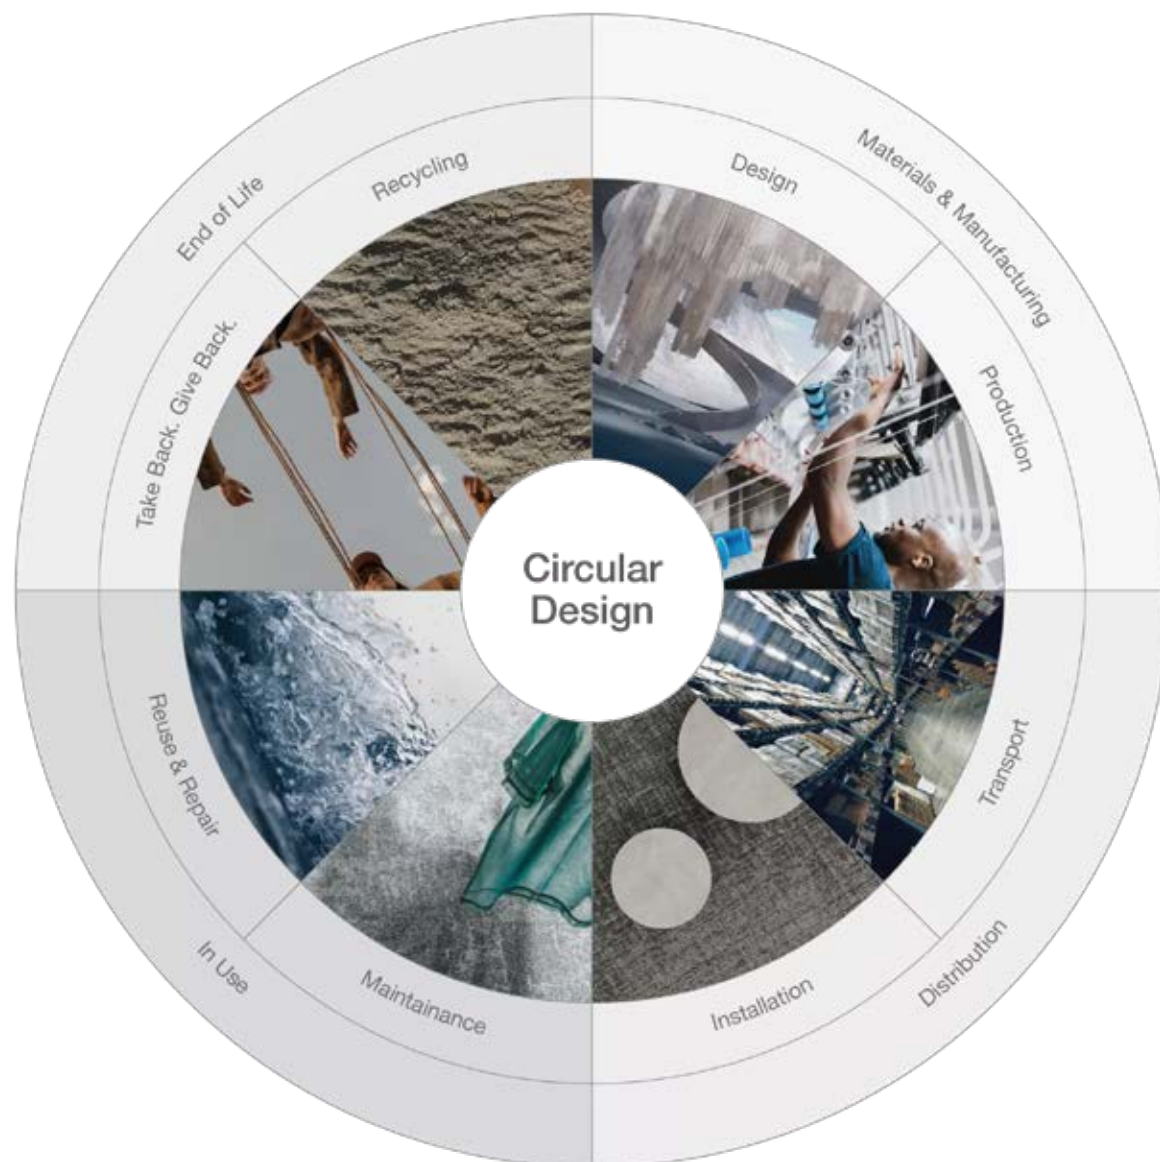 Circular
Design
Materials & Manufacturing
Design
Production
Distribution
Transport
Installation
In Use
Maintainance
Reuse & Repair
End of Life
Take Back. Give Back.
Recycling